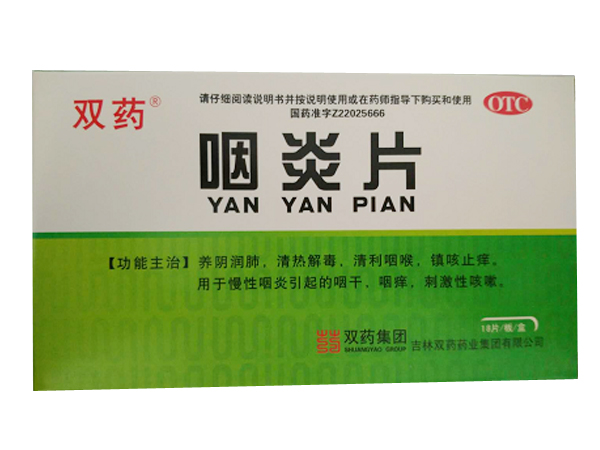 双药®
请仔细阅读说明书并按说明使用或在药师指导下购买和使用
国药准字Z22025666
OTC
咽炎片
YAN YAN PIAN
【功能主治】养阴润肺,清热解毒,清利咽喉,镇咳止痒。
用于慢性咽炎引起的咽干、咽痒、刺激性咳嗽。
18片/板/盒
双药集团
SHUANGYAO GROUP
吉林双药药业集团有限公司